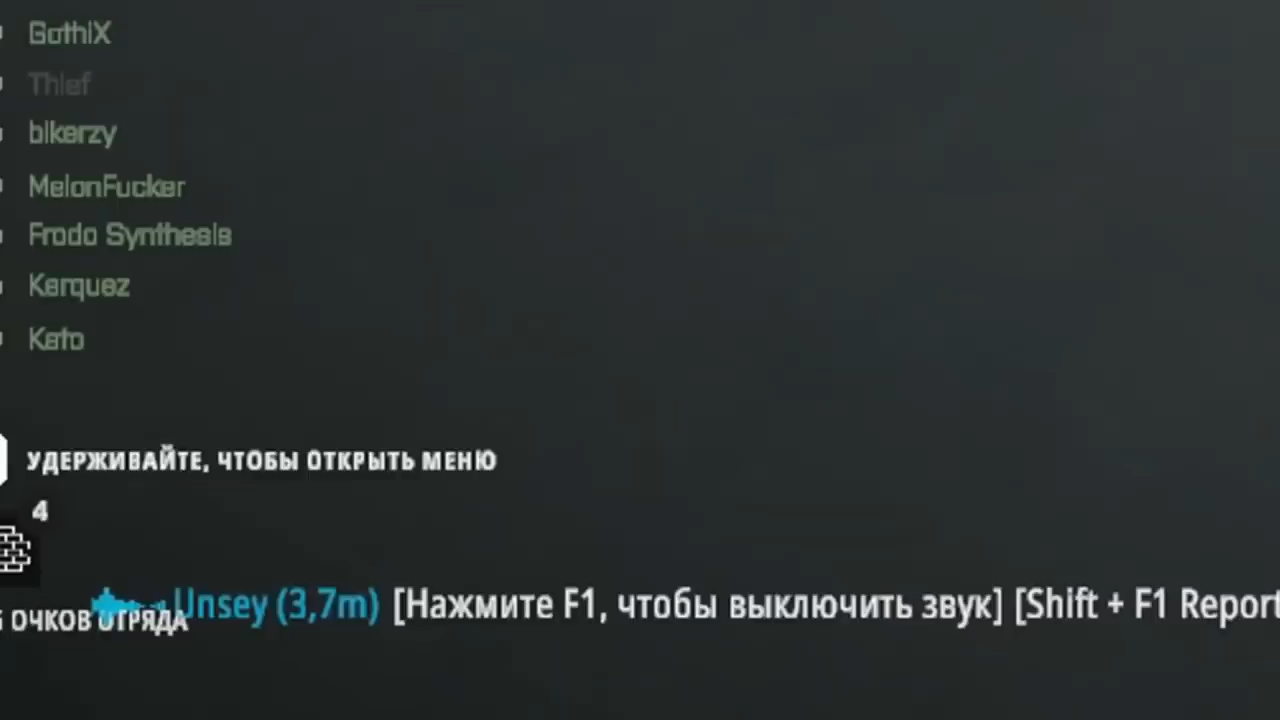 GothiX
Thief
bikerzy
MelonFucker
Frodo Synthesis
Karquez
Kato
УДЕРЖИВАЙТЕ, ЧТОБЫ ОТКРЫТЬ МЕНЮ
4
Unsey (3,7m) [Нажмите F1, чтобы выключить звук] [Shift + F1 Report
ОЧКОВ ОТРЯДА